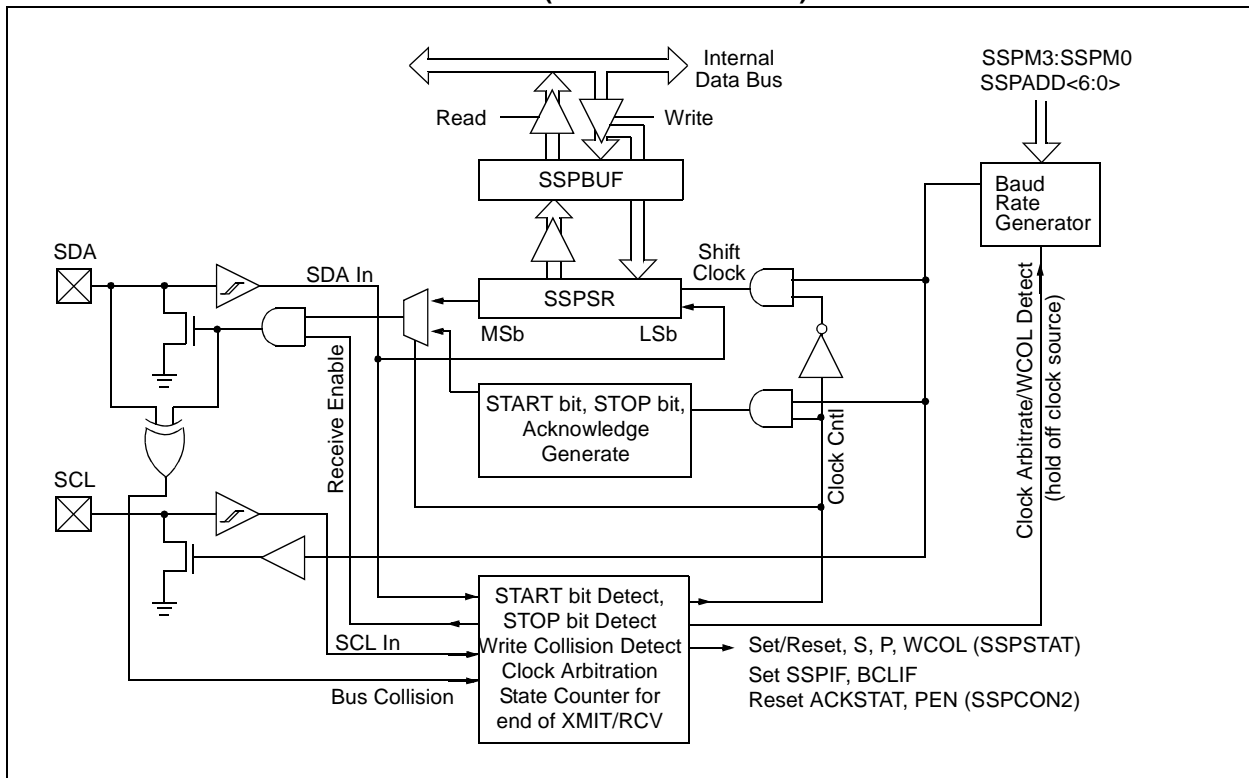 Internal
Data Bus
SSPM3:SSPM0
SSPADD<6:0>
Read
Write
SSPBUF
Baud
Rate
Generator
SDA
SDA In
Shift
Clock
SSPSR
MSb
LSb
Receive Enable
START bit, STOP bit,
Acknowledge
Generate
Clock Cntl
Clock Arbitrate/WCOL Detect
(hold off clock source)
SCL
SCL In
Bus Collision
START bit Detect,
STOP bit Detect
Write Collision Detect
Clock Arbitration
State Counter for
end of XMIT/RCV
Set/Reset, S, P, WCOL (SSPSTAT)
Set SSPIF, BCLIF
Reset ACKSTAT, PEN (SSPCON2)